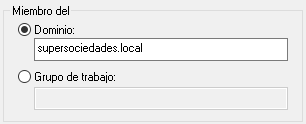 Miembro del
Dominio:
supersociedades.local
Grupo de trabajo: